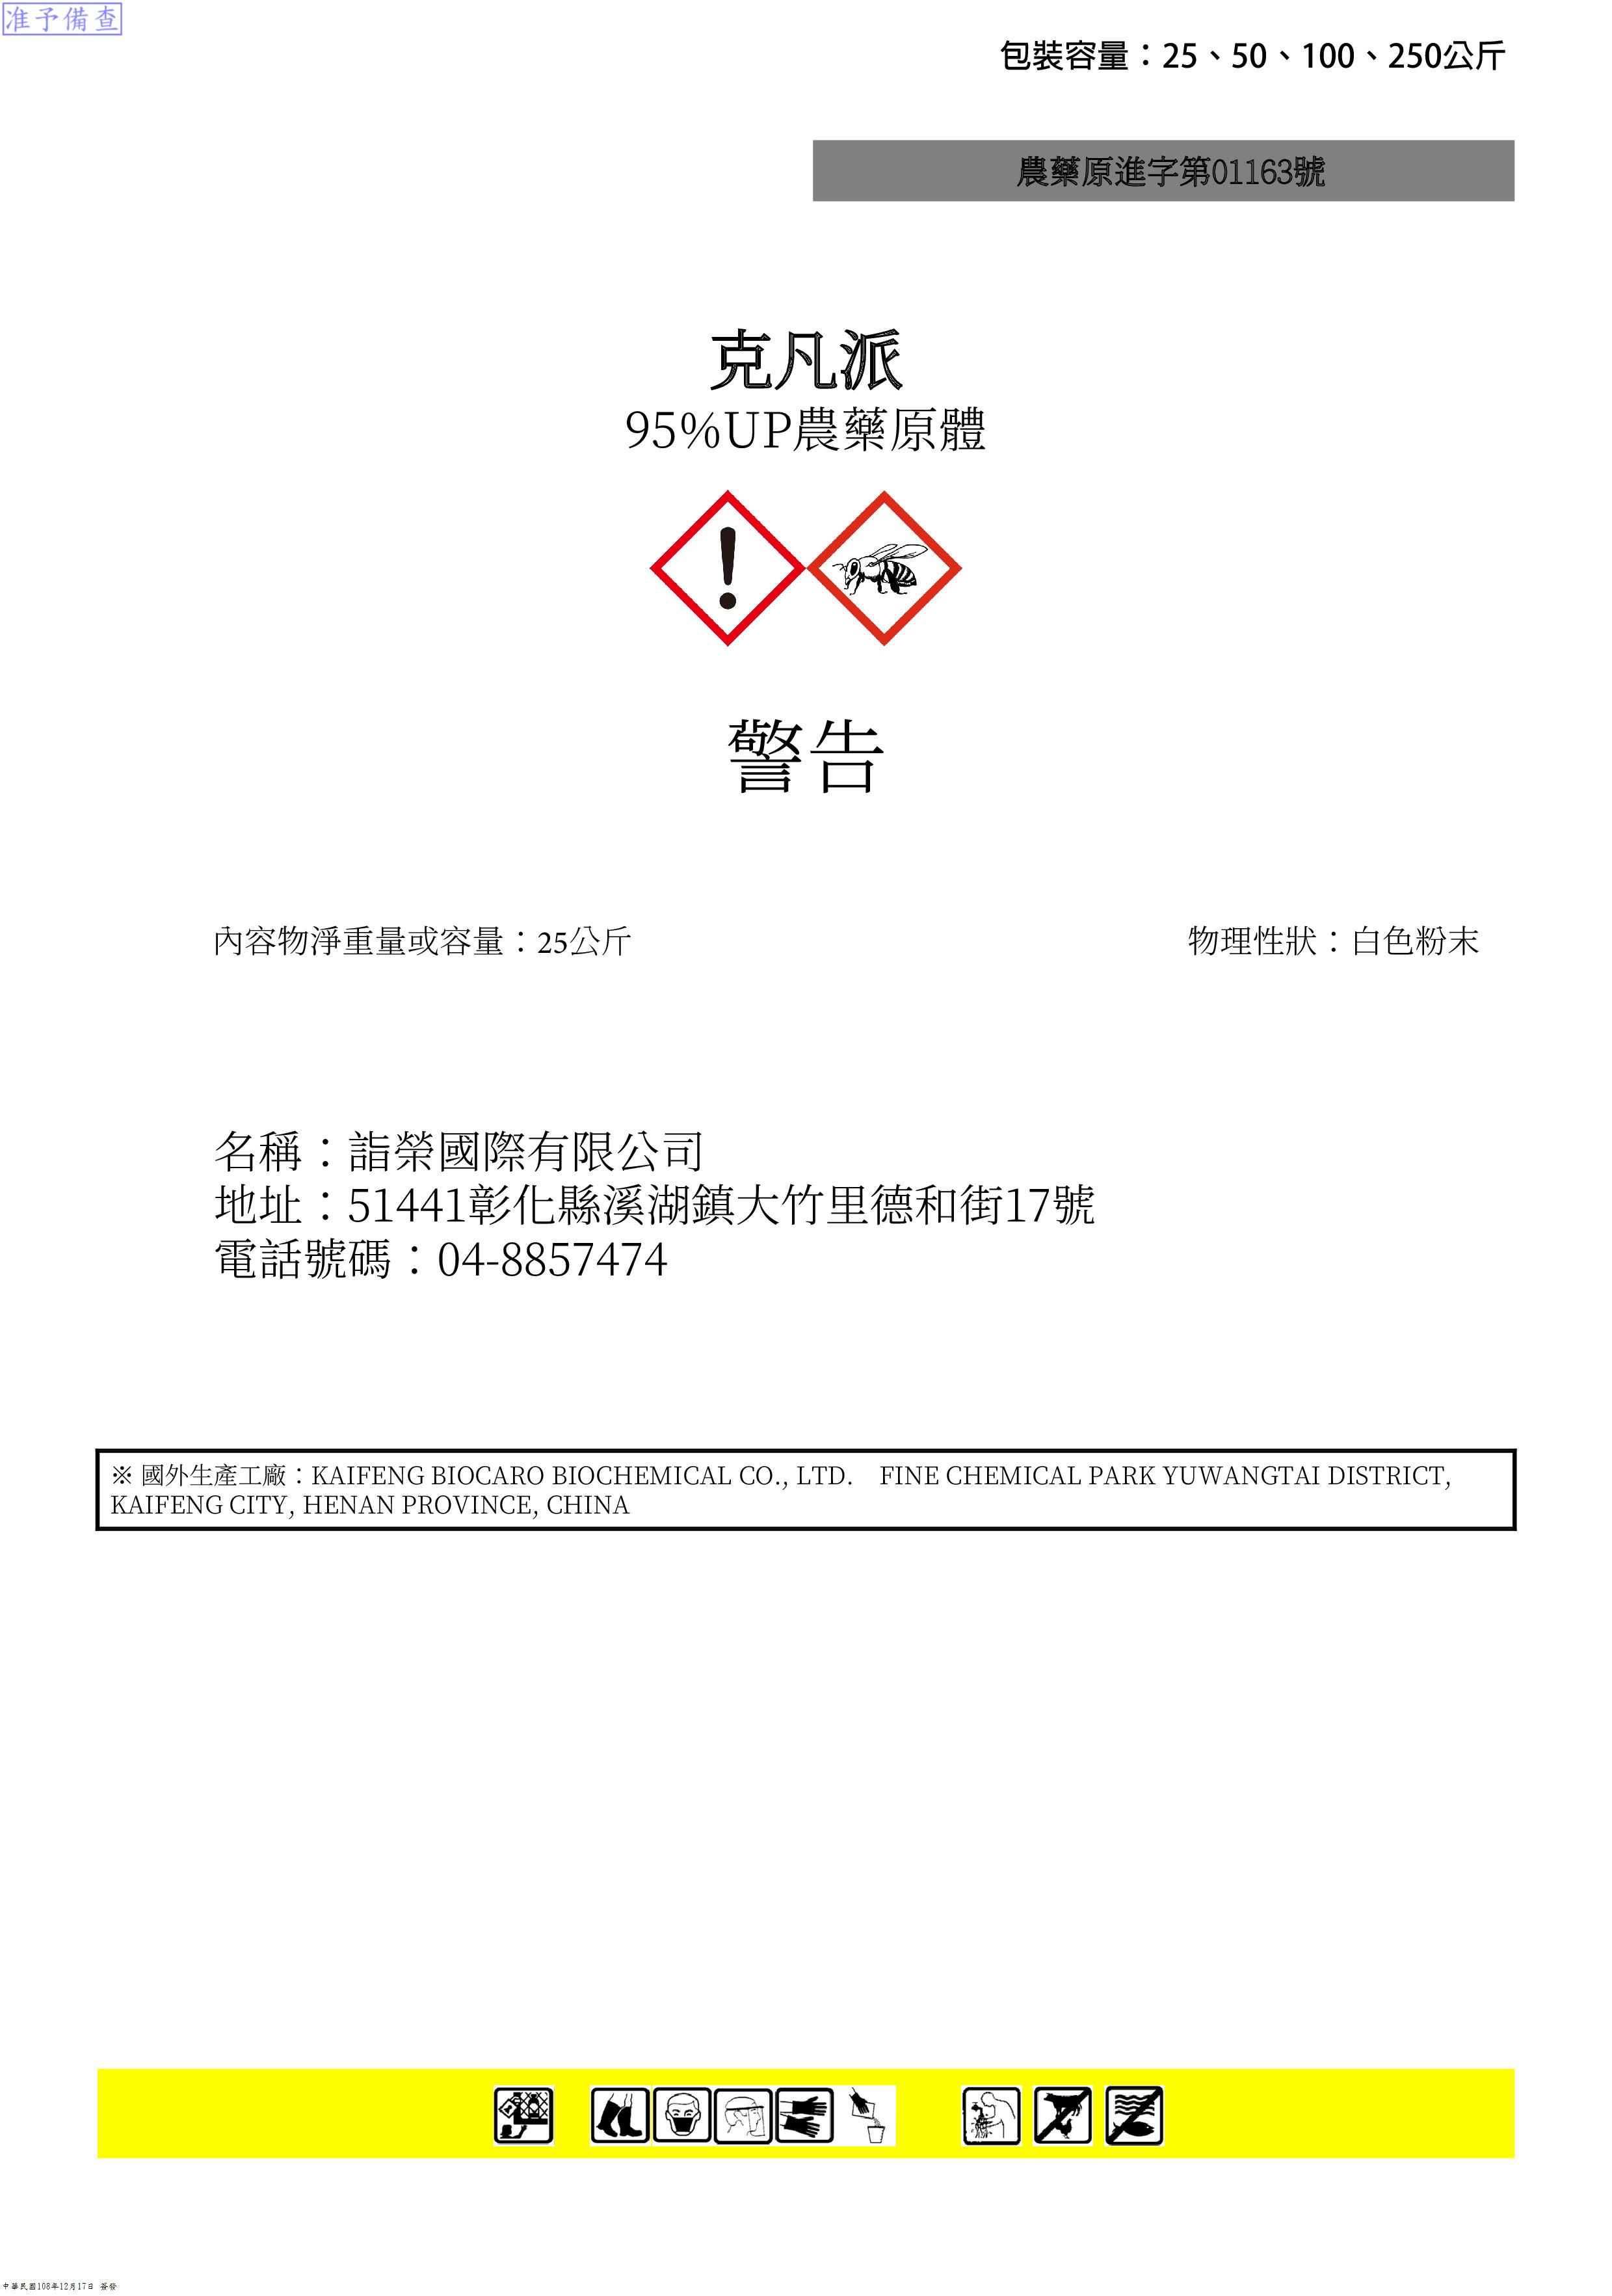 准予備查
包裝容量：25、50、100、250公斤
農藥原進字第01163號
克凡派
95%UP農藥原體
警告
內容物淨重量或容量：25公斤 物理性狀：白色粉末
名稱：詣榮國際有限公司
地址：51441彰化縣溪湖鎮大竹里德和街17號
電話號碼：04-8857474
※ 國外生產工廠：KAIFENG BIOCARO BIOCHEMICAL CO., LTD. FINE CHEMICAL PARK YUWANGTAI DISTRICT,
KAIFENG CITY, HENAN PROVINCE, CHINA
中華民國108年12月17日 簽發